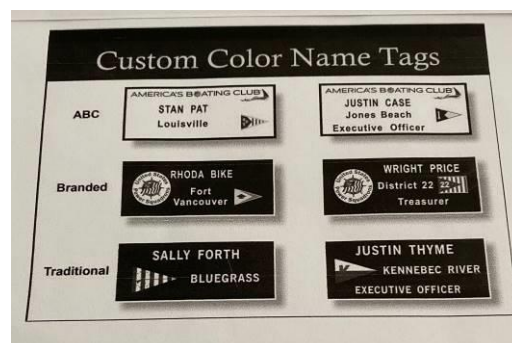 Custom Color Name Tags
ABC
AMERICA'S BOATING CLUB
STAN PAT
Louisville
AMERICA'S BOATING CLUB
JUSTIN CASE
Jones Beach
Executive Officer
Branded
RHODA BIKE
Fort
Vancouver
WRIGHT PRICE
District 22 22
Treasurer
Traditional
SALLY FORTH
BLUEGRASS
JUSTIN THYME
K KENNEBEC RIVER
EXECUTIVE OFFICER